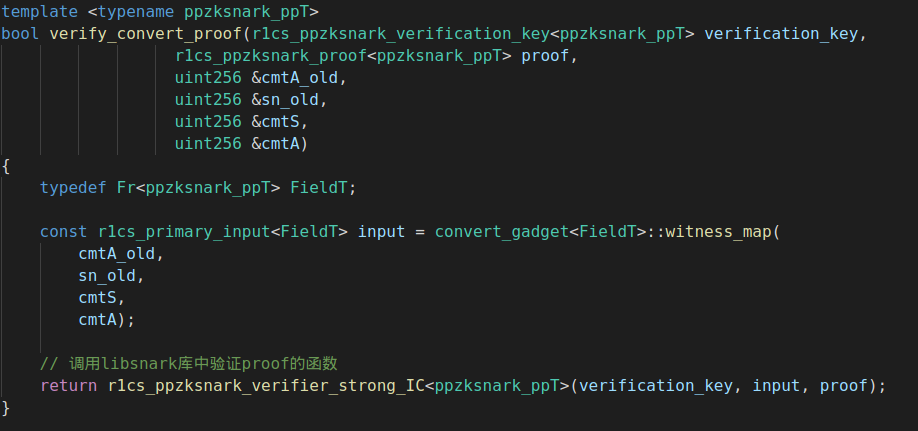 template <typename ppzksnark_ppT>
bool verify_convert_proof(r1cs_ppzksnark_verification_key<ppzksnark_ppT> verification_key,
r1cs_ppzksnark_proof<ppzksnark_ppT> proof,
uint256 &cmtA_old,
uint256 &sn_old,
uint256 &cmtS,
uint256 &cmtA)
{
typedef Fr<ppzksnark_ppT> FieldT;
const r1cs_primary_input<FieldT> input = convert_gadget<FieldT>::witness_map(
cmtA_old,
sn_old,
cmtS,
cmtA);
// 调用libsnark库中验证proof的函数
return r1cs_ppzksnark_verifier_strong_IC<ppzksnark_ppT>(verification_key, input, proof);
}